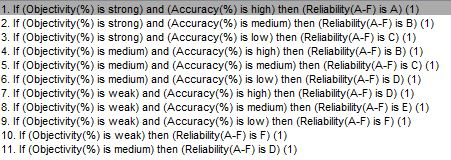 1. If (Objectivity(%) is strong) and (Accuracy(%) is high) then (Reliability(A-F) is A) (1)
2. If (Objectivity(%) is strong) and (Accuracy(%) is medium) then (Reliability(A-F) is B) (1)
3. If (Objectivity(%) is strong) and (Accuracy(%) is low) then (Reliability(A-F) is C) (1)
4. If (Objectivity(%) is medium) and (Accuracy(%) is high) then (Reliability(A-F) is B) (1)
5. If (Objectivity(%) is medium) and (Accuracy(%) is medium) then (Reliability(A-F) is C) (1)
6. If (Objectivity(%) is medium) and (Accuracy(%) is low) then (Reliability(A-F) is D) (1)
7. If (Objectivity(%) is weak) and (Accuracy(%) is high) then (Reliability(A-F) is D) (1)
8. If (Objectivity(%) is weak) and (Accuracy(%) is medium) then (Reliability(A-F) is E) (1)
9. If (Objectivity(%) is weak) and (Accuracy(%) is low) then (Reliability(A-F) is F) (1)
10. If (Objectivity(%) is weak) then (Reliability(A-F) is F) (1)
11. If (Objectivity(%) is medium) then (Reliability(A-F) is D) (1)